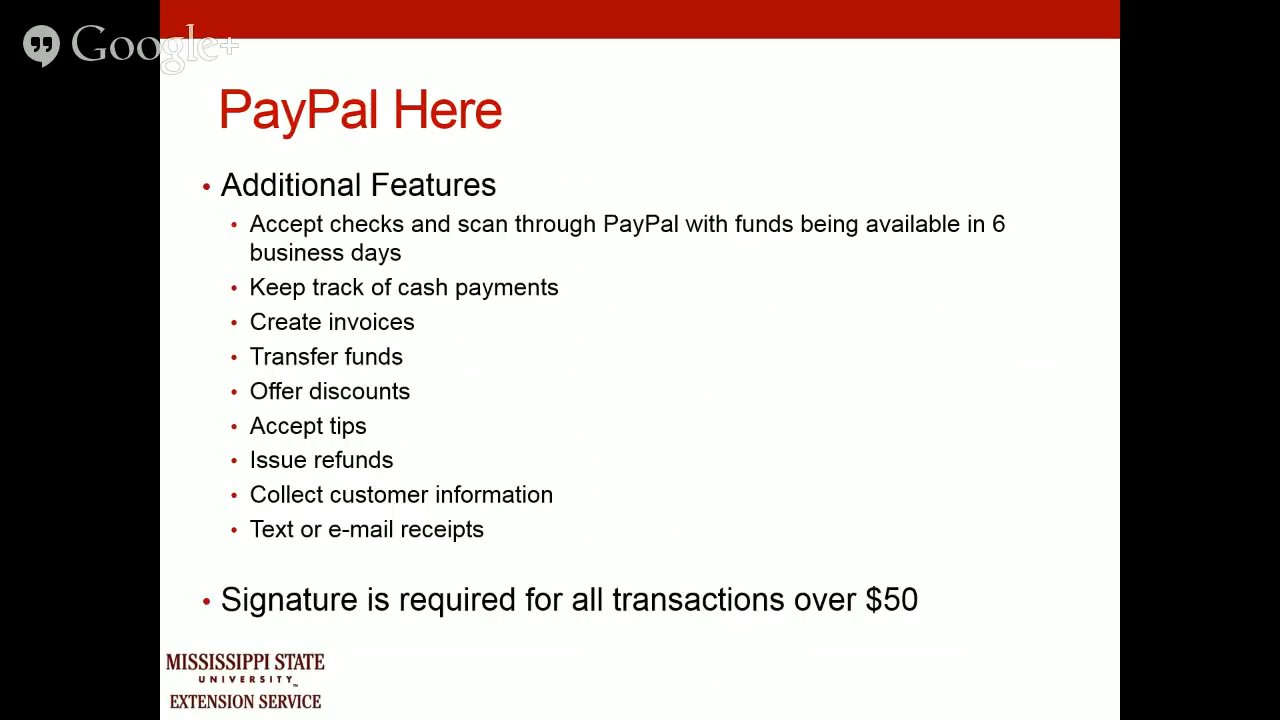 Google+
PayPal Here
• Additional Features
• Accept checks and scan through PayPal with funds being available in 6
business days
• Keep track of cash payments
• Create invoices
• Transfer funds
• Offer discounts
• Accept tips
• Issue refunds
• Collect customer information
• Text or e-mail receipts
• Signature is required for all transactions over $50
MISSISSIPPI STATE
UNIVERSITY™
EXTENSION SERVICE